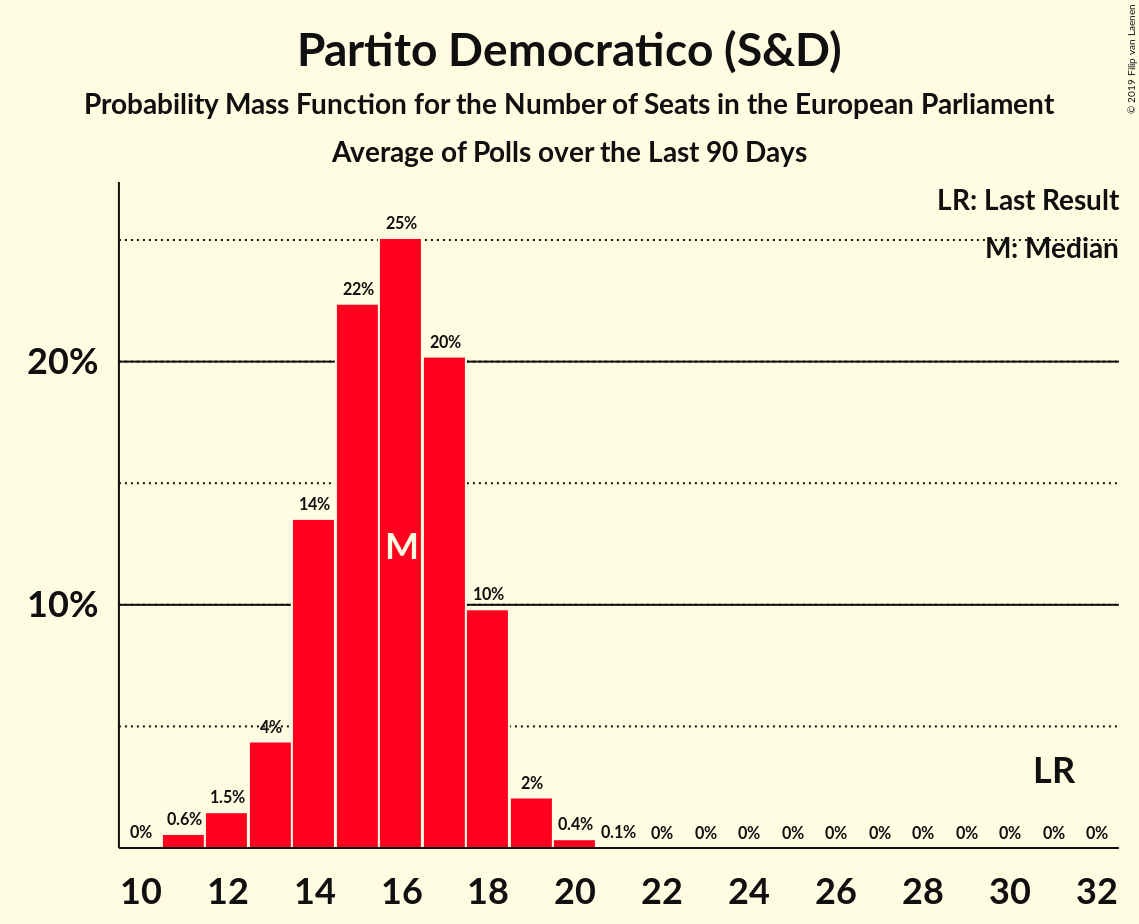 Partito Democratico (S&D)
Probability Mass Function for the Number of Seats in the European Parliament
Average of Polls over the Last 90 Days
© 2019 Filip van Laenen
LR: Last Result
M: Median
25%
22%
20%
20%
14%
M
10%
10%
4%
LR
2%
1.5%
0.6%
0.4%
0%
0.1%
0% 0% 0% 0% 0% 0% 0% 0% 0% 0% 0%
10 12 14 16 18 20 22 24 26 28 30 32